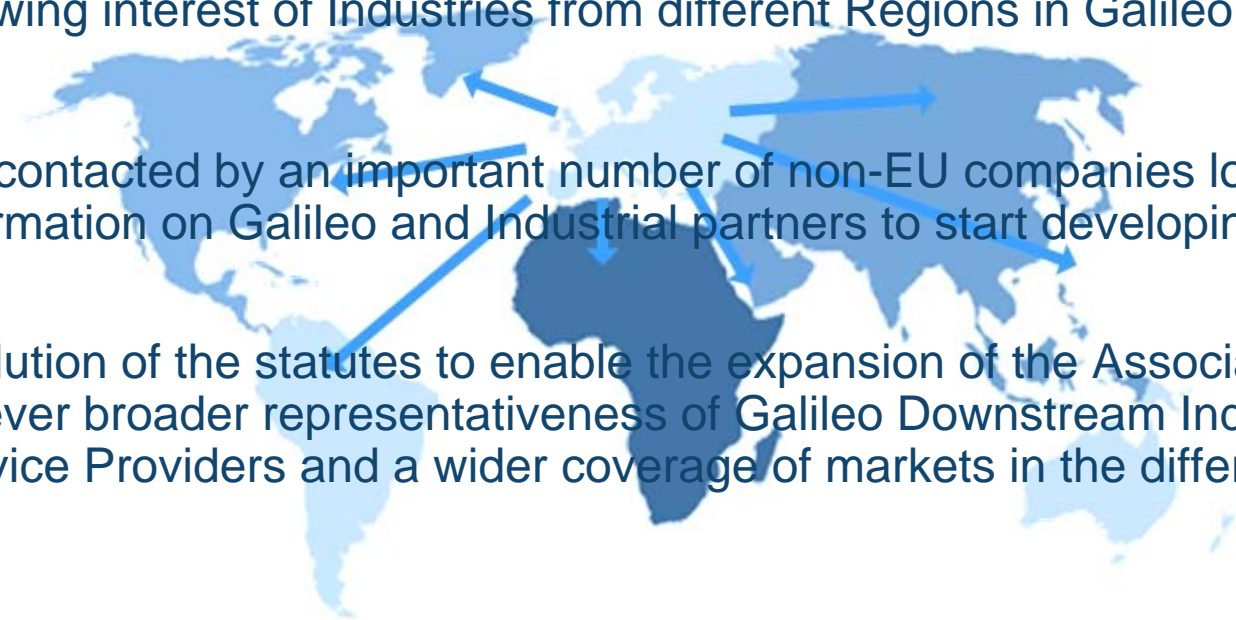 wing interest of Industries from different Regions in Galileo
contacted by an important number of non-EU companies lo
rmation on Galileo and Industrial partners to start developin
lution of the statutes to enable the expansion of the Associa
ever broader representativeness of Galileo Downstream Ind
vice Providers and a wider coverage of markets in the differ